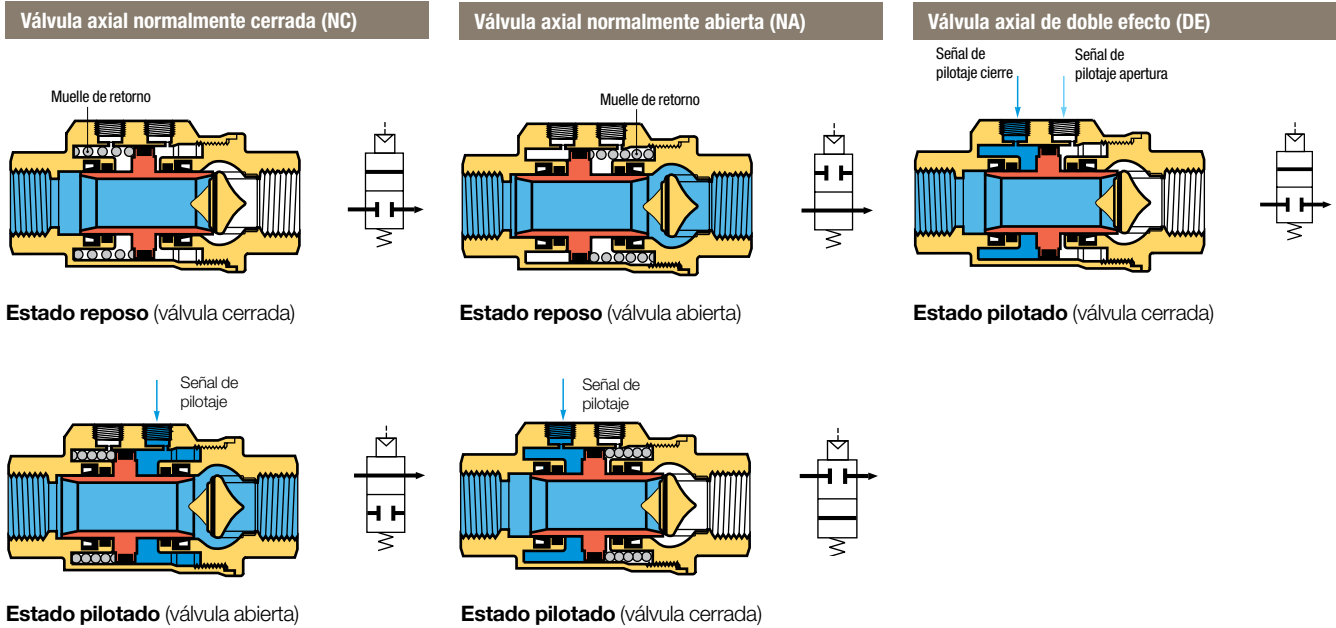 Válvula axial normalmente cerrada (NC)
Válvula axial normalmente abierta (NA)
Válvula axial de doble efecto (DE)
Muelle de retorno
Muelle de retorno
Señal de
pilotaje cierre
Señal de
pilotaje apertura
Estado reposo (válvula cerrada)
Estado reposo (válvula abierta)
Estado pilotado (válvula cerrada)
Señal de
pilotaje
Señal de
pilotaje
Estado pilotado (válvula abierta)
Estado pilotado (válvula cerrada)